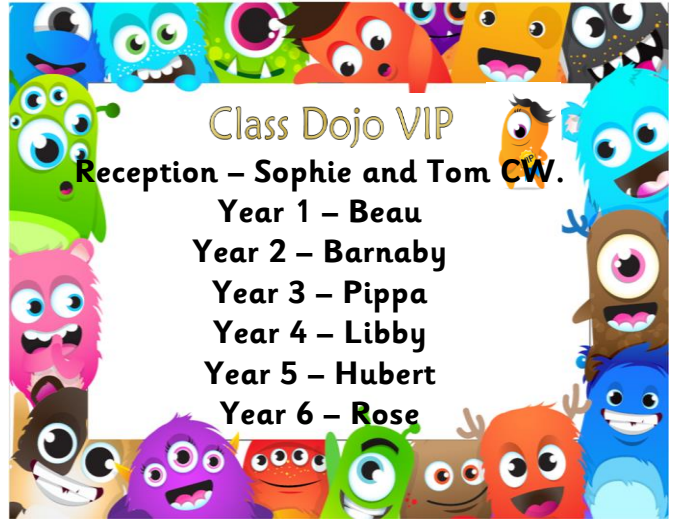 Class Dojo VIP
Reception – Sophie and Tom CW.
Year 1 – Beau
Year 2 – Barnaby
Year 3 – Pippa
Year 4 – Libby
Year 5 – Hubert
Year 6 – Rose